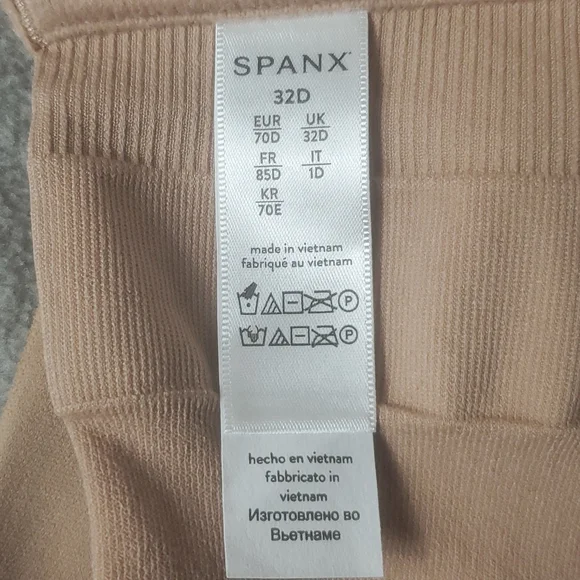 SPANX
32D
EUR UK
70D 32D
FR IT
85D 1D
KR
70E
made in vietnam
fabriqué au vietnam
P
P
hecho en vietnam
fabbricato in
vietnam
Изготовлено во
Вьетнаме